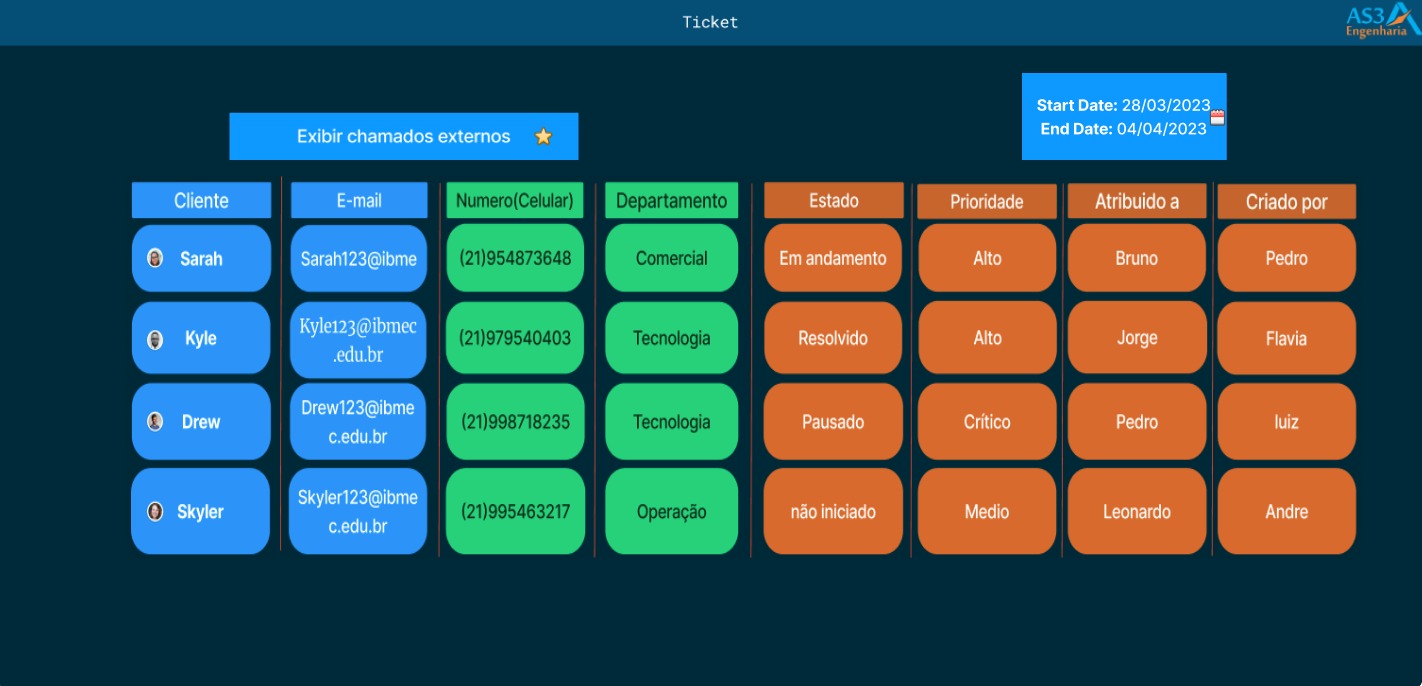 Ticket
AS3
Engenharia
Start Date: 28/03/2023
End Date: 04/04/2023
Exibir chamados externos
Cliente E-mail Numero(Celular) Departamento Estado Prioridade Atribuido a Criado por
Sarah Sarah123@ibme (21)954873648 Comercial Em andamento Alto Bruno Pedro
Kyle Kyle123@ibmec
.edu.br (21)979540403 Tecnologia Resolvido Alto Jorge Flavia
Drew Drew123@ibme
c.edu.br (21)998718235 Tecnologia Pausado Crítico Pedro luiz
Skyler Skyler123@ibme
c.edu.br (21)995463217 Operação não iniciado Medio Leonardo Andre